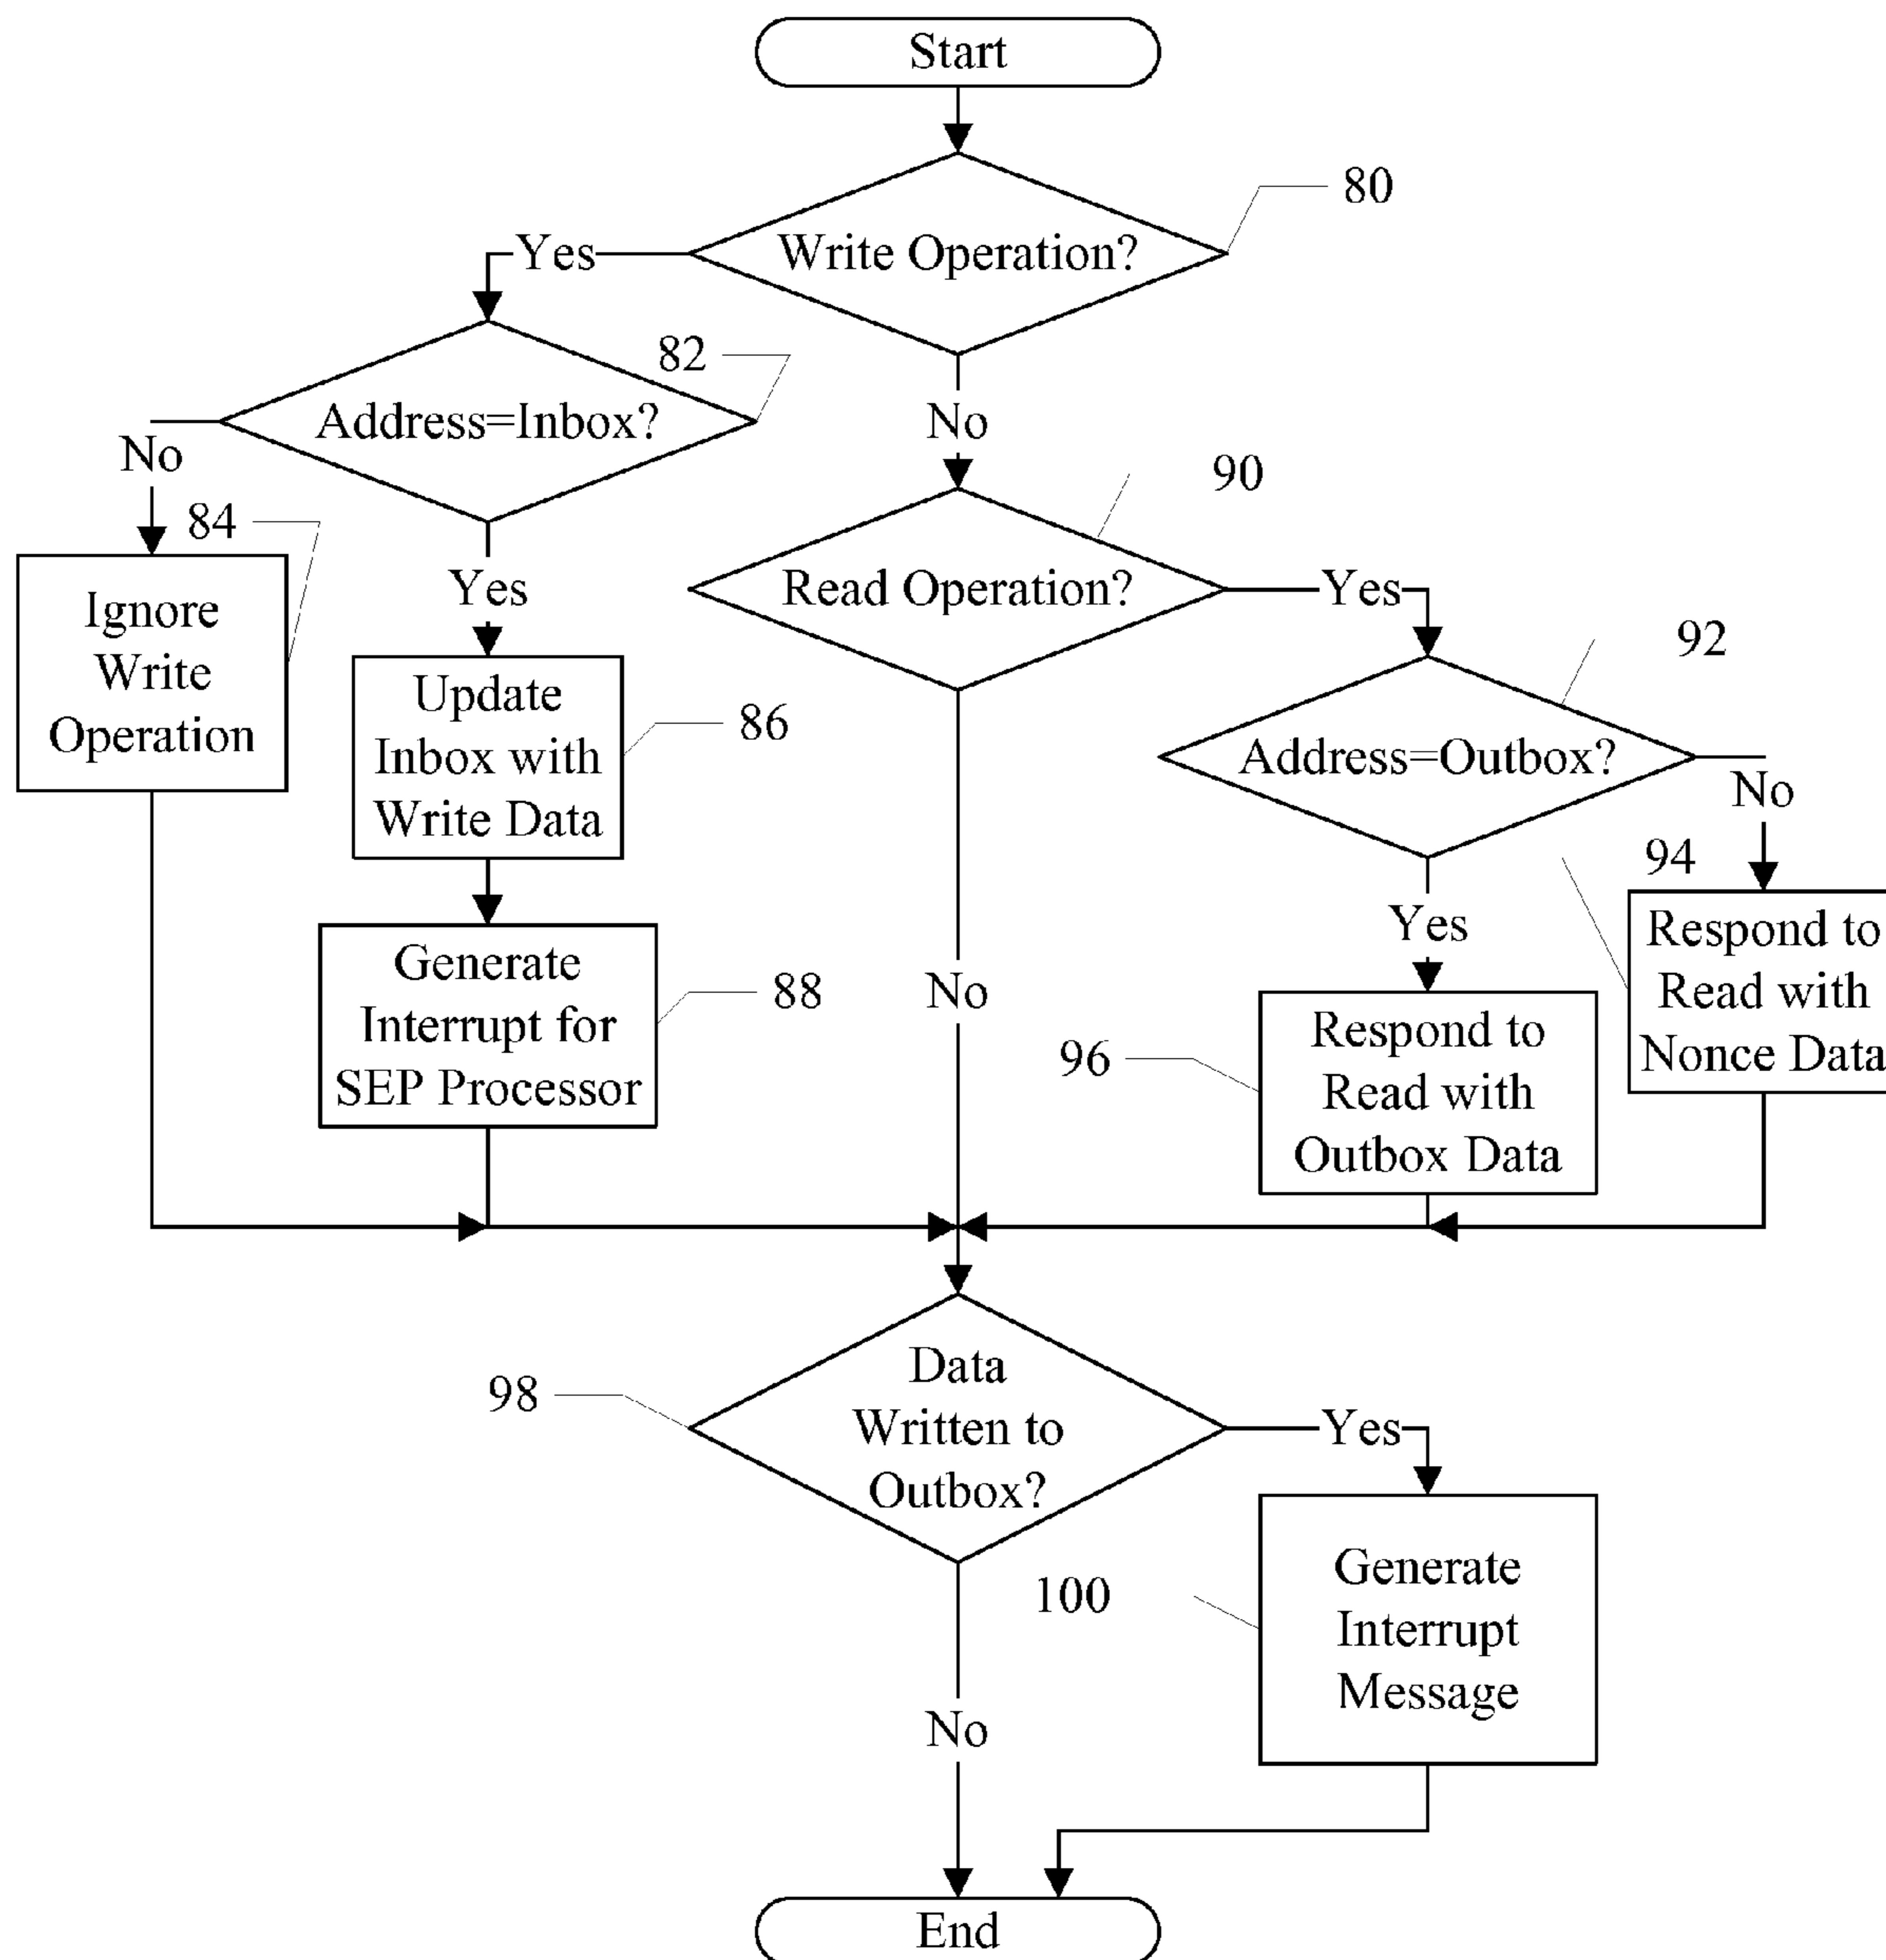 Start
80
Write Operation?
Yes
82
Address=Inbox?
No
No
90
84
Yes
Read Operation?
Yes
Ignore
Write
Operation
92
Update
Inbox with
Write Data
86
Address=Outbox?
No
94
Yes
Respond to
Read with
Nonce Data
Generate
Interrupt for
SEP Processor
88
No
96
Respond to
Read with
Outbox Data
98
Data
Written to
Outbox?
Yes
100
Generate
Interrupt
Message
No
End